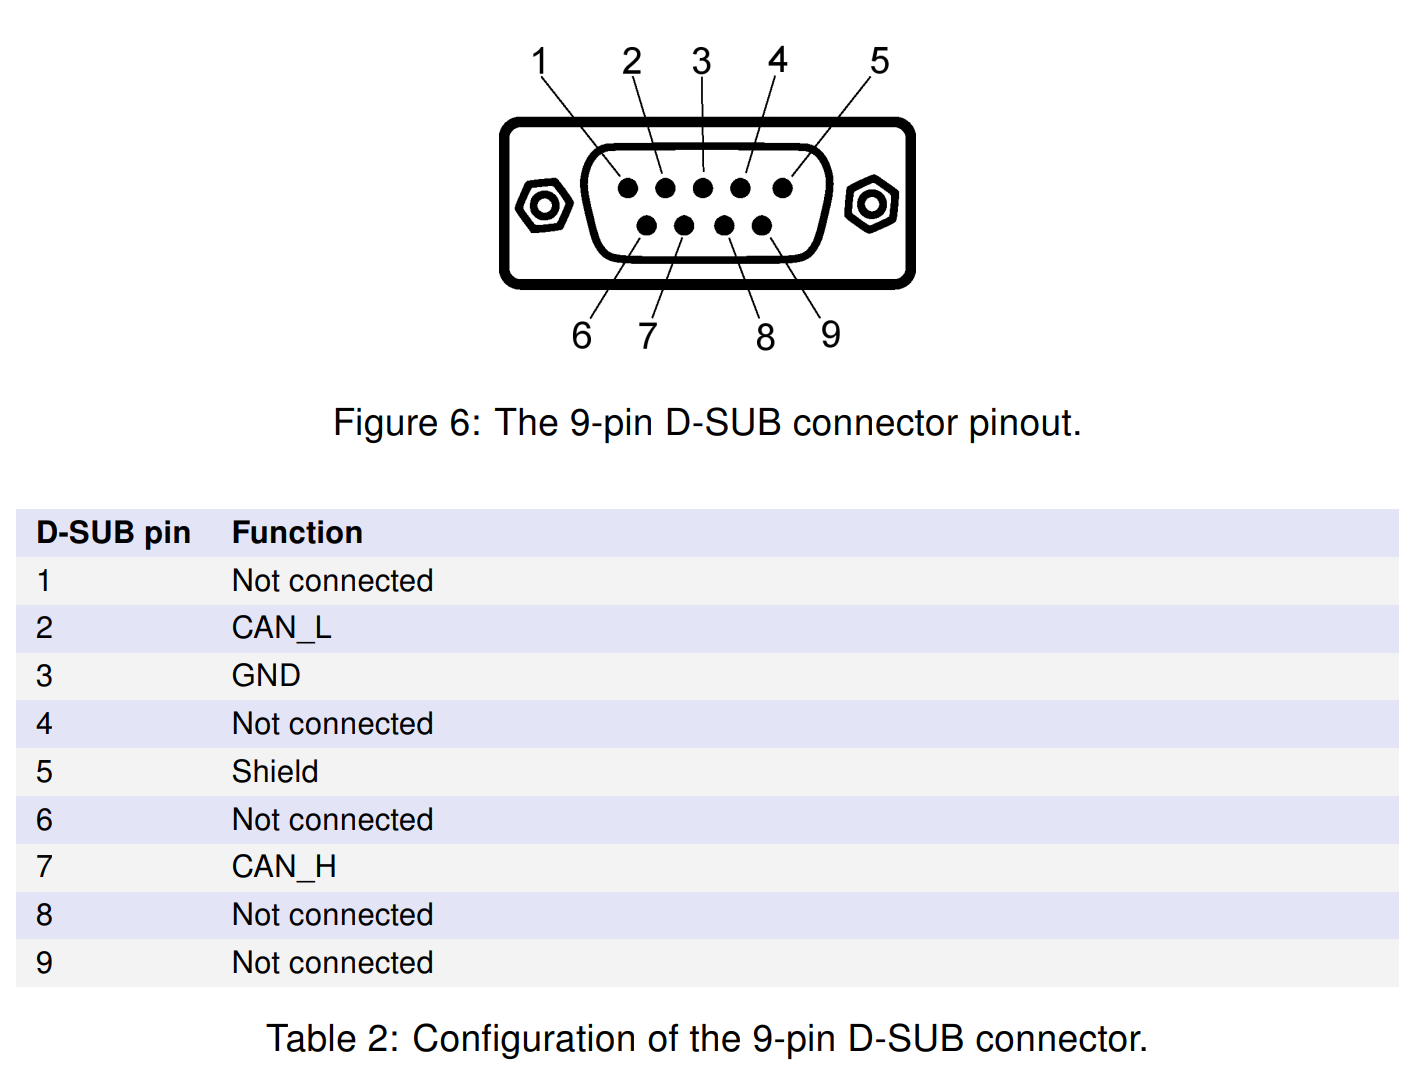 1 2 3 4 5
6 7 8 9
Figure 6: The 9-pin D-SUB connector pinout.
D-SUB pin Function
1 Not connected
2 CAN_L
3 GND
4 Not connected
5 Shield
6 Not connected
7 CAN_H
8 Not connected
9 Not connected
Table 2: Configuration of the 9-pin D-SUB connector.